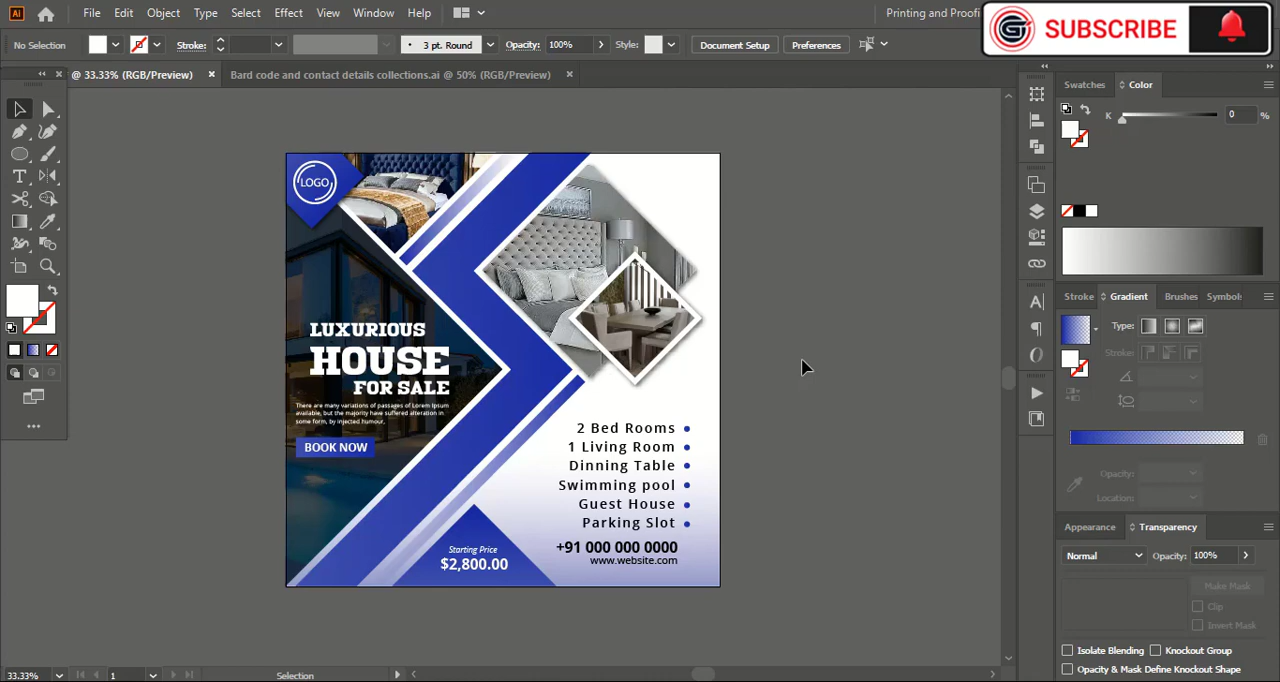 Ai File Edit Object Type Select Effect View Window Help
Printing and Proofi
SUBSCRIBE
No Selection Stroke: 3 pt. Round Opacity: 100% Style: Document Setup Preferences
@ 33.33% (RGB/Preview) × Bard code and contact details collections.ai @ 50% (RGB/Preview) ×
Swatches Color
K 0 %
LOGO
LUXURIOUS
HOUSE
FOR SALE
There are many variations of passages of Lorem Ipsum
available, but the majority have suffered alteration in
some form, by injected humour.
BOOK NOW
2 Bed Rooms
1 Living Room
Dinning Table
Swimming pool
Guest House
Parking Slot
+91 000 000 0000
www.website.com
Starting Price
$2,800.00
Stroke Gradient Brushes Symbol:
Type:
Stroke:
Opacity:
Location:
Appearance Transparency
Normal Opacity: 100%
Make Mask
Clip
Invert Mask
Isolate Blending Knockout Group
Opacity & Mask Define Knockout Shape
33.33% 1 Selection